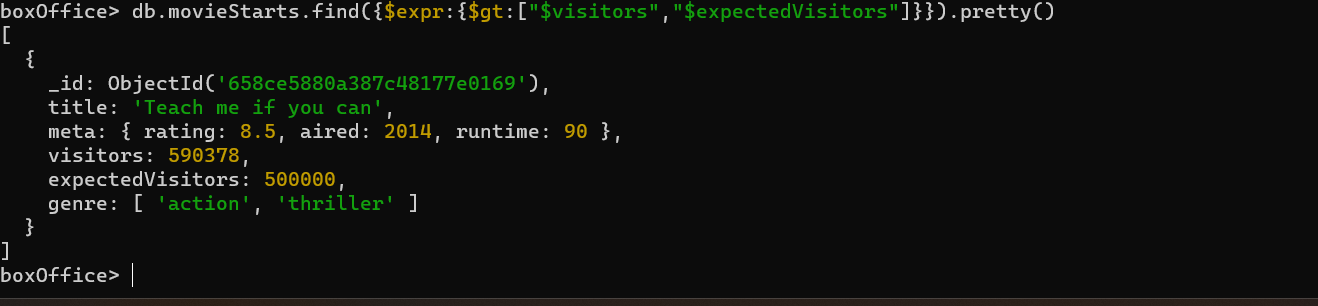 boxOffice> db.movieStarts.find({$expr:{$gt:["$visitors","$expectedVisitors"]}}).pretty()
[
  {
    _id: ObjectId('658ce5880a387c48177e0169'),
    title: 'Teach me if you can',
    meta: { rating: 8.5, aired: 2014, runtime: 90 },
    visitors: 590378,
    expectedVisitors: 500000,
    genre: [ 'action', 'thriller' ]
  }
]
boxOffice>